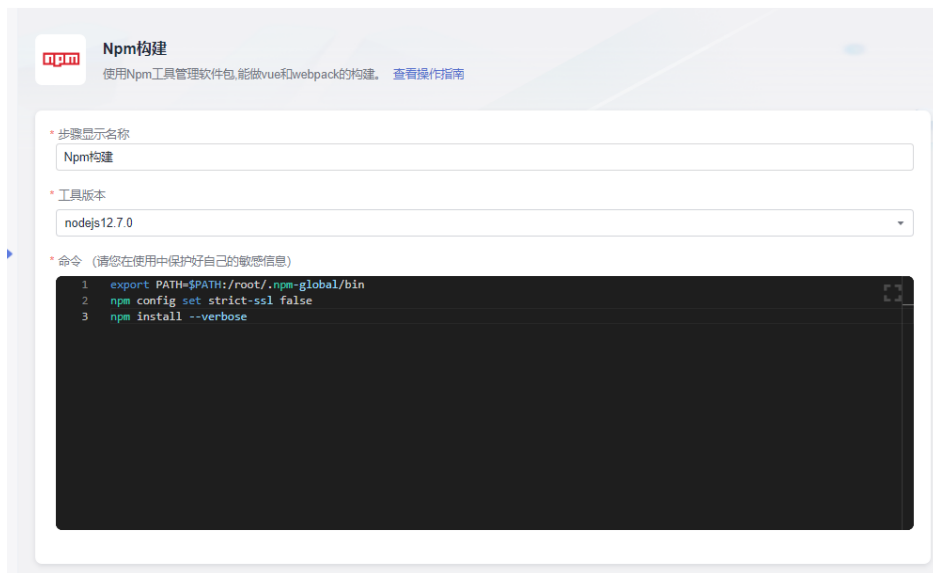 npm
Npm构建
使用Npm工具管理软件包,能做vue和webpack的构建。 查看操作指南
* 步骤显示名称
Npm构建
* 工具版本
nodejs12.7.0
* 命令 （请您在使用中保护好自己的敏感信息）
1 export PATH=$PATH:/root/.npm-global/bin
2 npm config set strict-ssl false
3 npm install --verbose